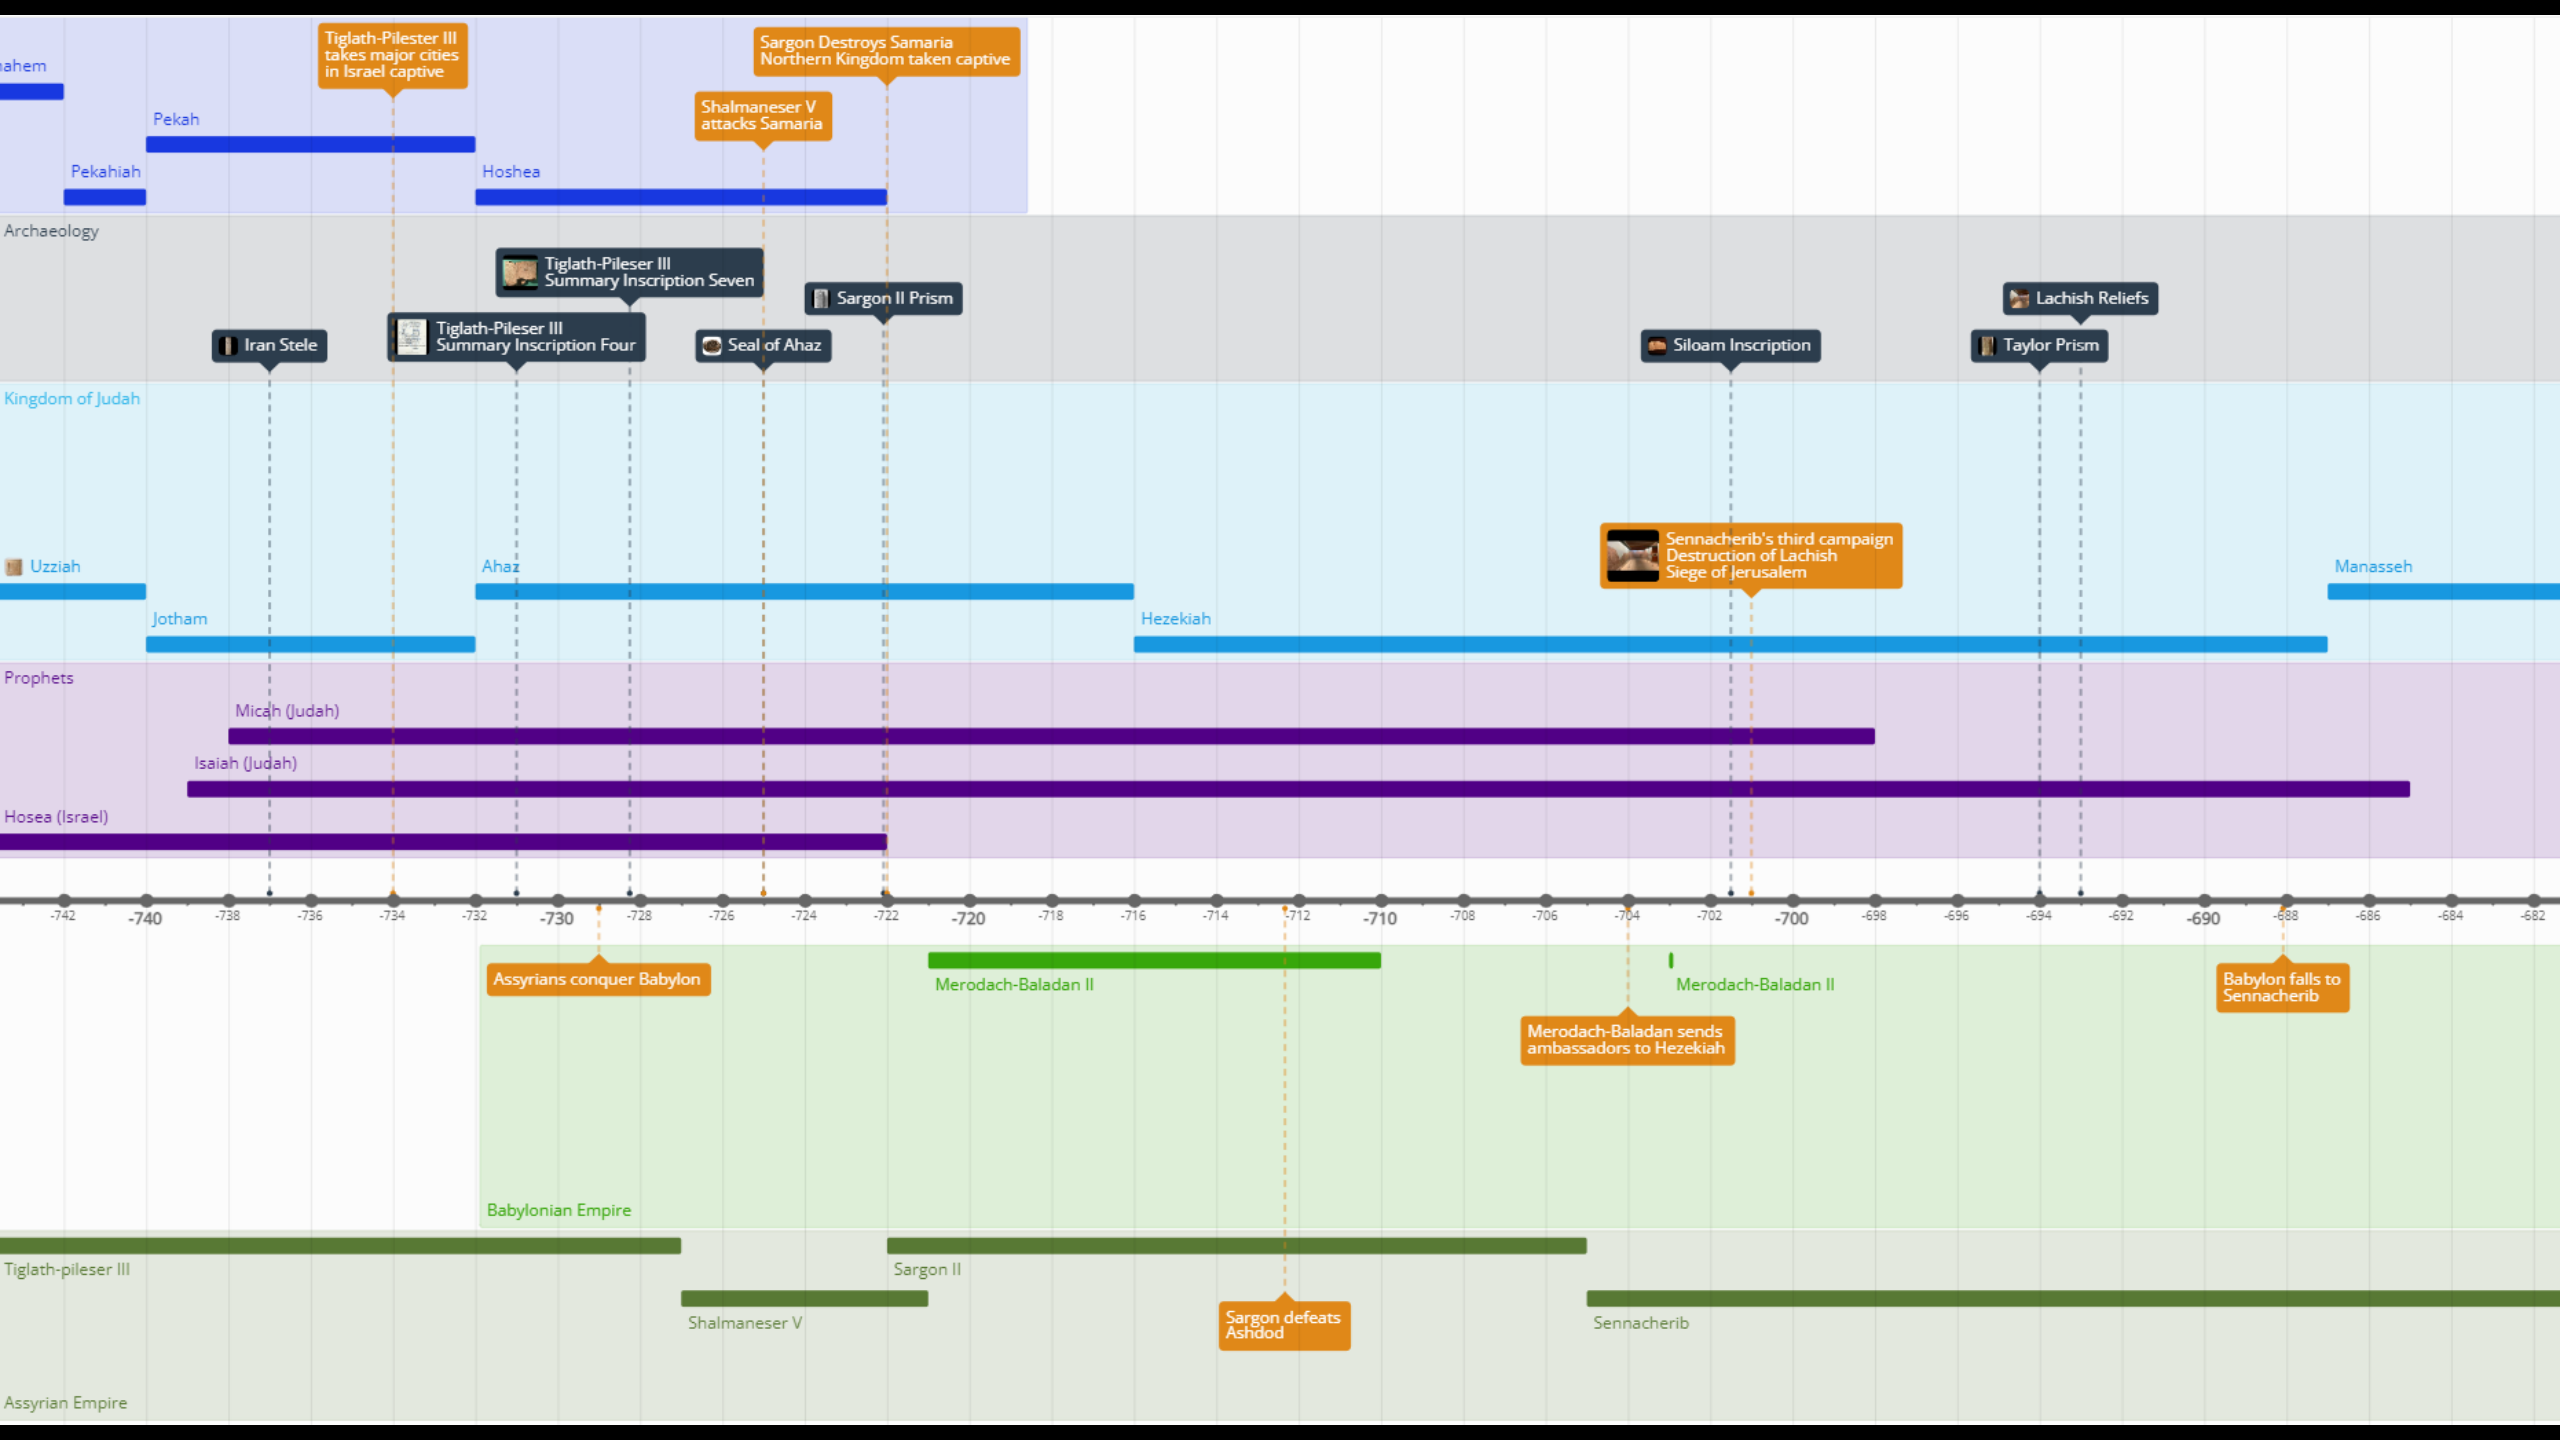 Tiglath-Pilester III
takes major cities
in Israel captive
Sargon Destroys Samaria
Northern Kingdom taken captive
ahem
Shalmaneser V
attacks Samaria
Pekah
Pekahiah
Hoshea
Archaeology
Tiglath-Pileser III
Summary Inscription Seven
Sargon II Prism
Lachish Reliefs
Tiglath-Pileser III
Summary Inscription Four
Iran Stele
Seal of Ahaz
Siloam Inscription
Taylor Prism
Kingdom of Judah
Sennacherib's third campaign
Destruction of Lachish
Siege of Jerusalem
Uzziah
Ahaz
Manasseh
Jotham
Hezekiah
Prophets
Micah (Judah)
Isaiah (Judah)
Hosea (Israel)
-742 -740 -738 -736 -734 -732 -730 -728 -726 -724 -722 -720 -718 -716 -714 -712 -710 -708 -706 -704 -702 -700 -698 -696 -694 -692 -690 -688 -686 -684 -682
Assyrians conquer Babylon
Merodach-Baladan II
Merodach-Baladan II
Babylon falls to
Sennacherib
Merodach-Baladan sends
ambassadors to Hezekiah
Babylonian Empire
Tiglath-pileser III
Sargon II
Shalmaneser V
Sargon defeats
Ashdod
Sennacherib
Assyrian Empire